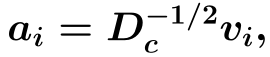 $a_i = D_c^{-1/2} v_i,$